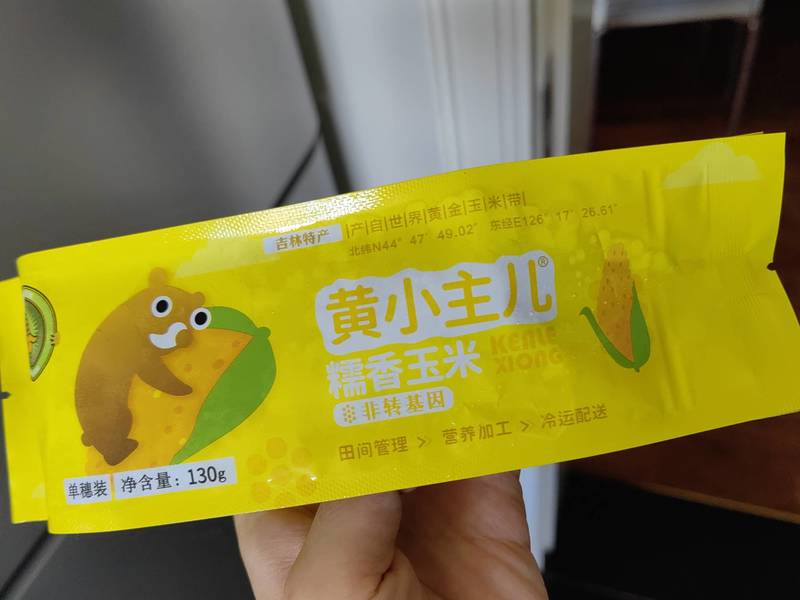 吉林特产
产自世界黄金玉米带
北纬N44° 47' 49.02" 东经E126° 17' 26.61"
黄小主儿®
糯香玉米
KENLE
XIONG
非转基因
田间管理 >> 营养加工 > 冷运配送
单穗装 净含量：130g